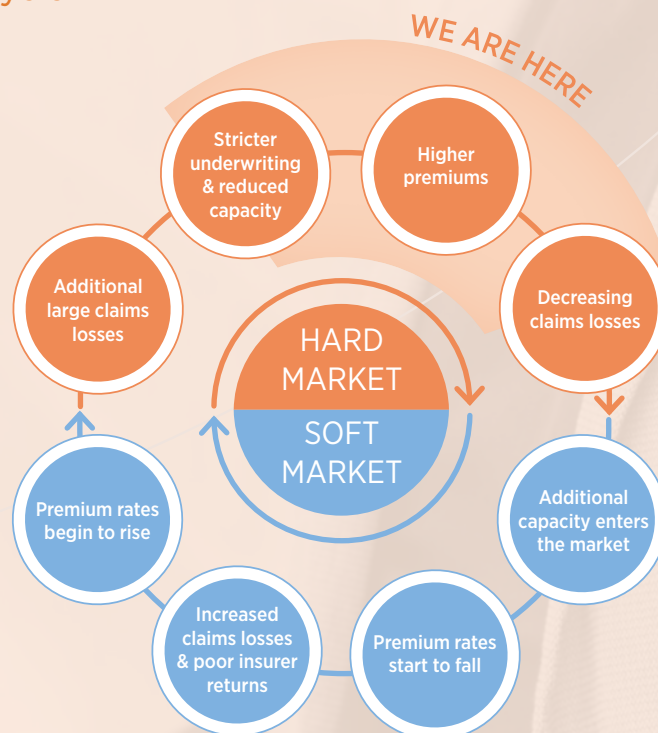 WE ARE HERE
Stricter
underwriting
& reduced
capacity
Higher
premiums
Decreasing
claims losses
Additional
capacity enters
the market
Premium rates
start to fall
Increased
claims losses
& poor insurer
returns
Premium rates
begin to rise
Additional
large claims
losses
HARD
MARKET
SOFT
MARKET